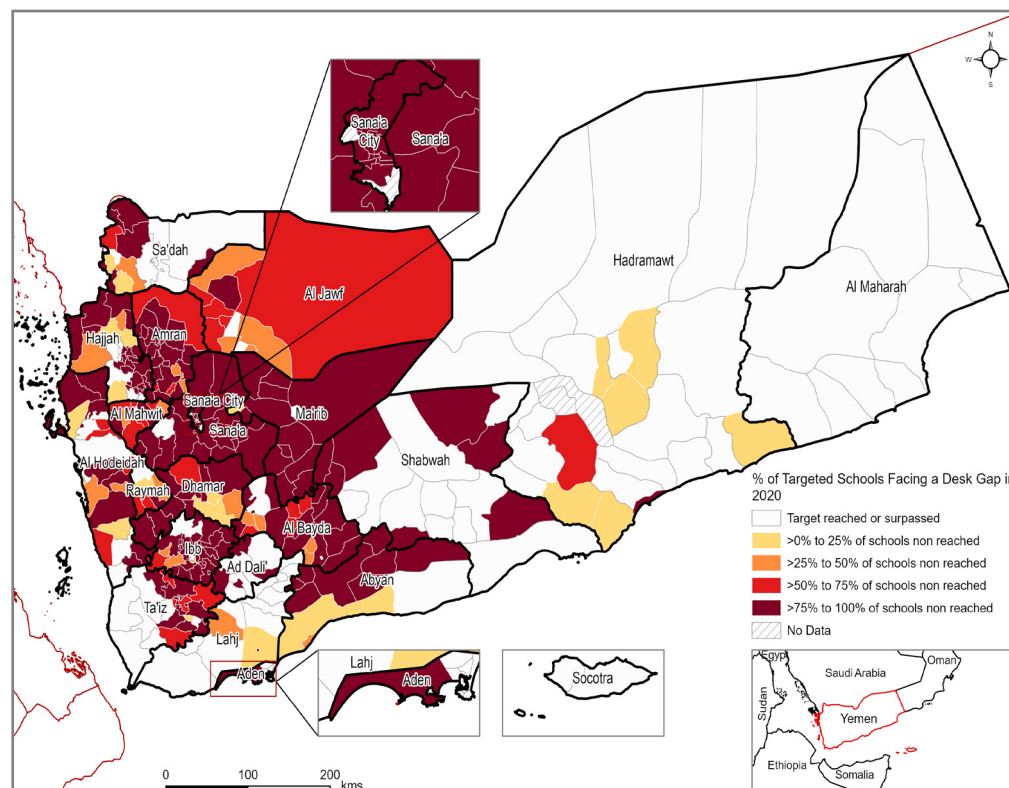 N
W
S
Sana'a
City
Sana'a
Sa'dah
Hadramawt
Al Maharah
Al Jawf
Hajjah
Amran
Sana'a City
Ma'rib
Al Mahwit
Sana'a
Shabwah
Al Hodeidah
Raymah
Dhamar
Al Bayda
Ibb
Ad Dali'
Abyan
Ta'iz
Lahj
Aden
Lahj
Aden
Socotra
% of Targeted Schools Facing a Desk Gap in
2020
Target reached or surpassed
>0% to 25% of schools non reached
>25% to 50% of schools non reached
>50% to 75% of schools non reached
>75% to 100% of schools non reached
No Data
Egypt
Saudi Arabia
Oman
Sudan
Yemen
Ethiopia
Somalia
0 100 200
kms